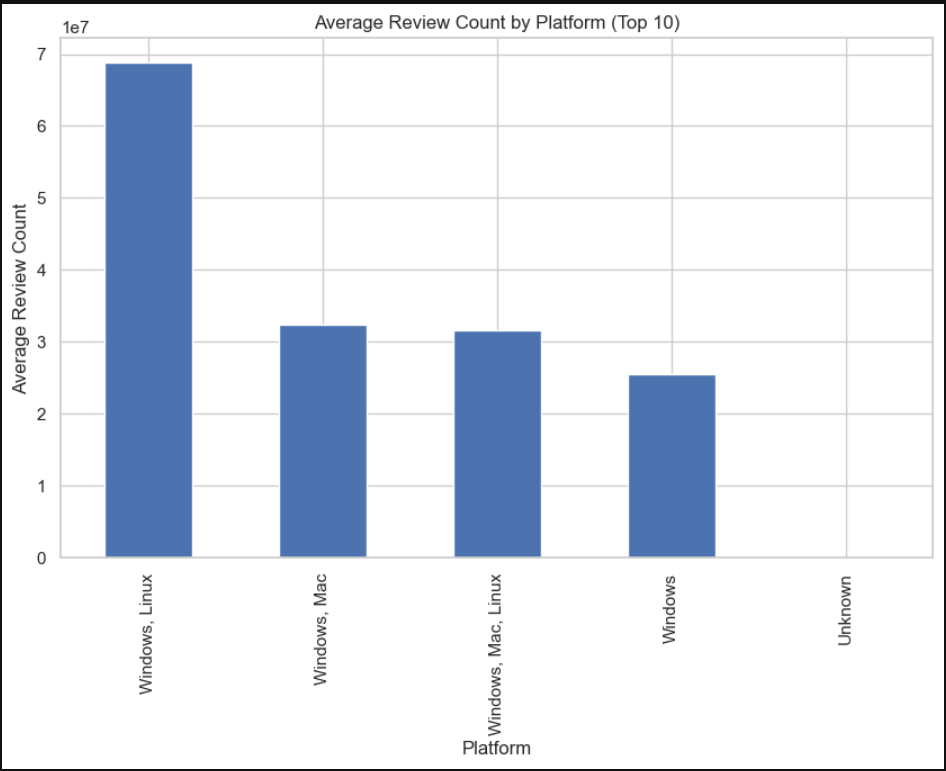 Average Review Count by Platform (Top 10)
1e7
7
6
5
4
3
2
1
0
Average Review Count
Windows, Linux
Windows, Mac
Windows, Mac, Linux
Windows
Unknown
Platform